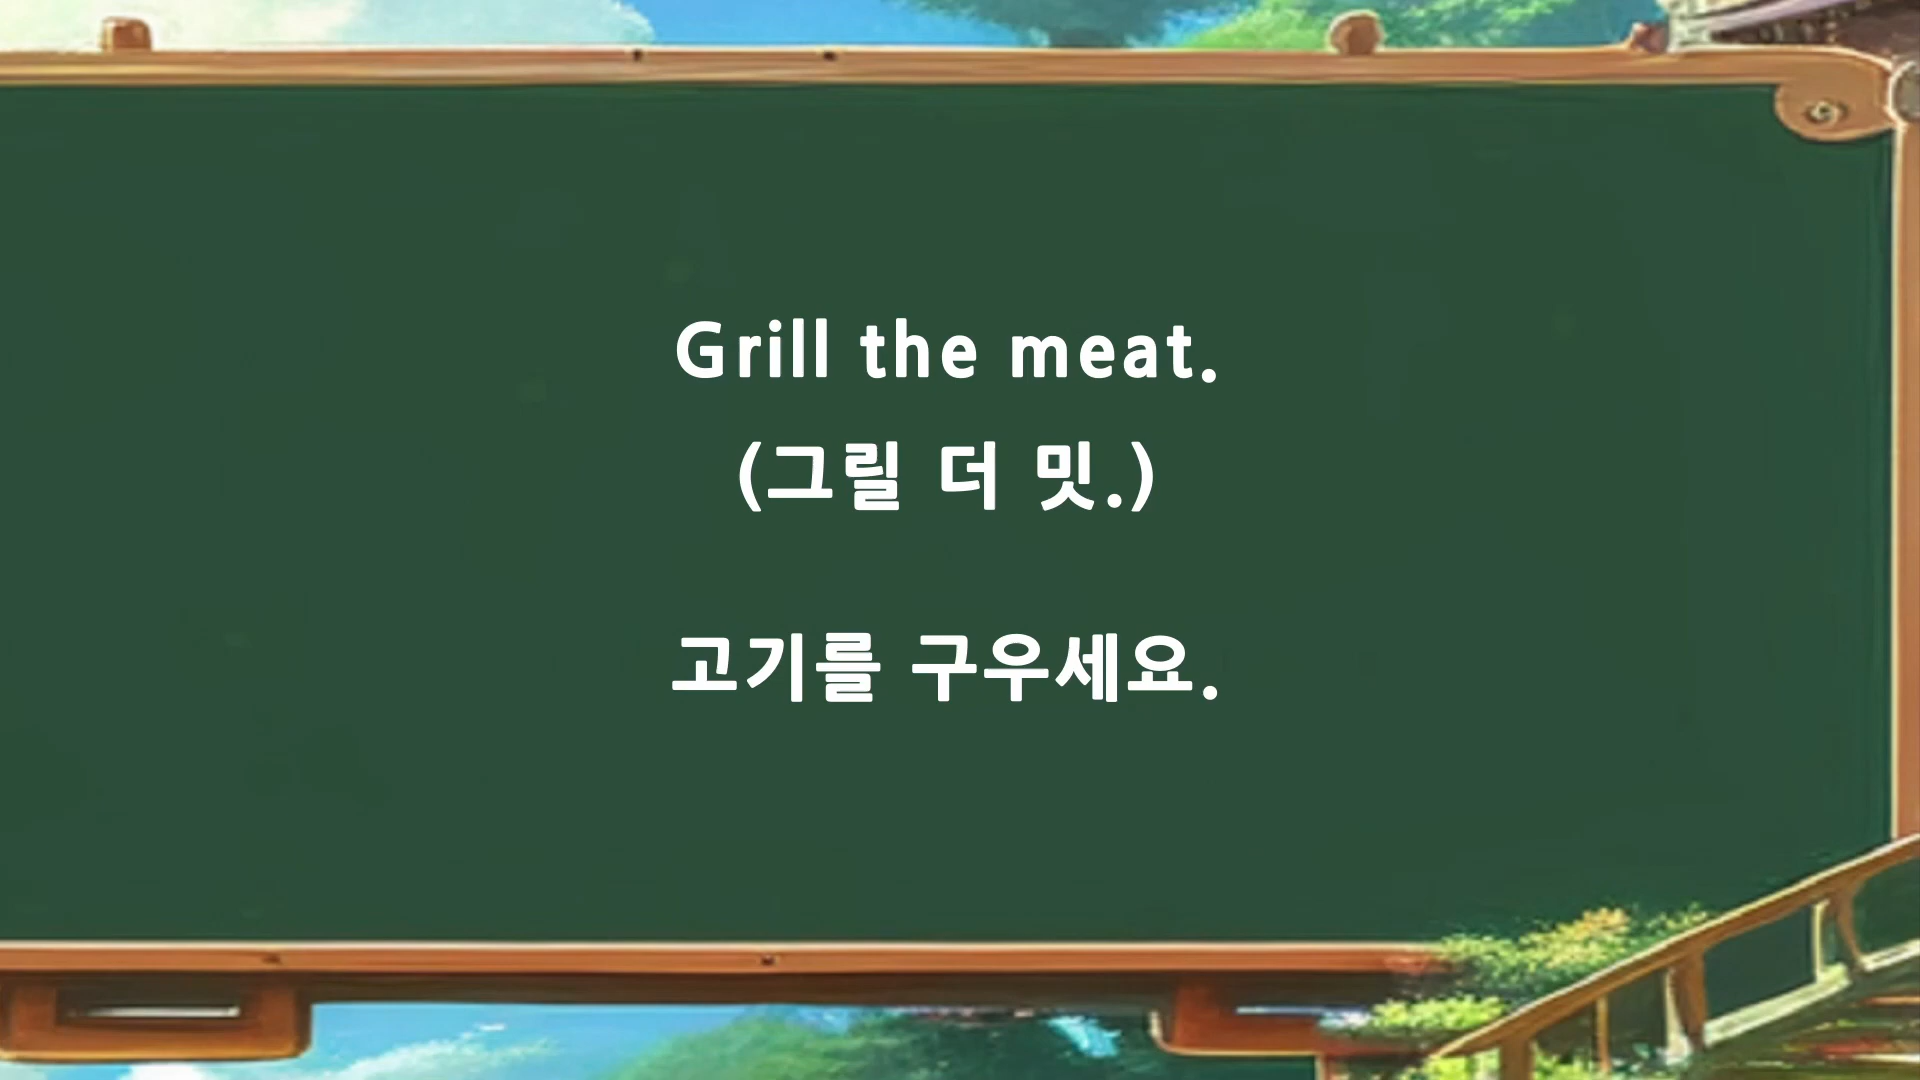 Grill the meat.
(그릴 더 밋.)
고기를 구우세요.